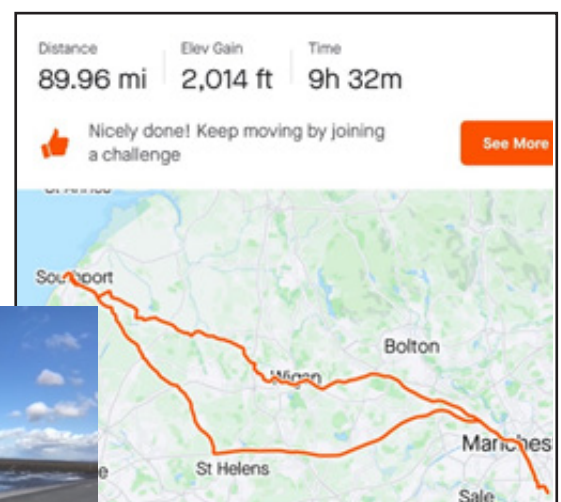 Distance
Elev Gain
Time
89.96 mi
2,014 ft
9h 32m
Nicely done! Keep moving by joining
a challenge
See More
Southport
Bolton
Wigan
Manches
St Helens
Sale